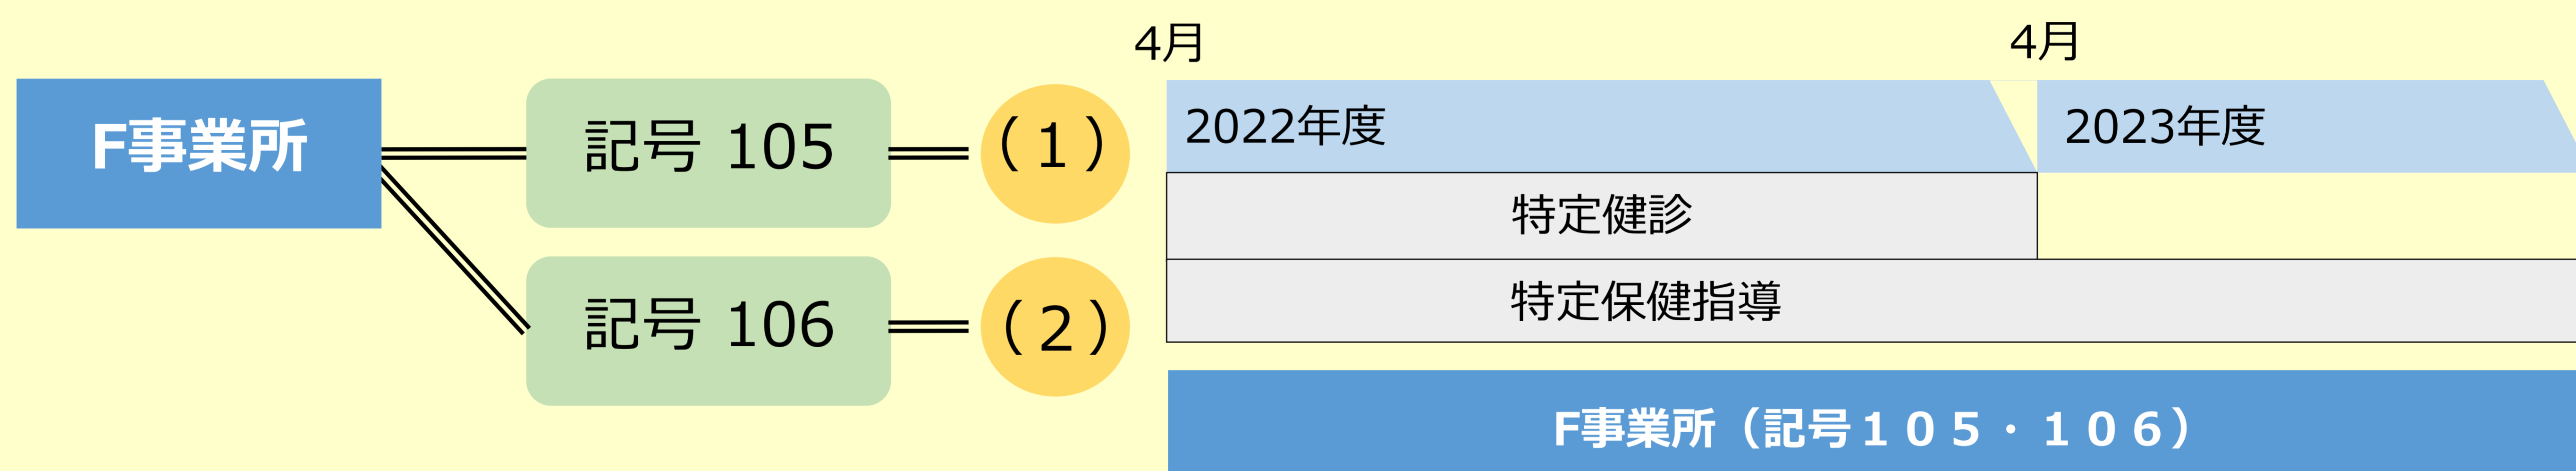 F事業所
記号 105
(1)
記号 106
(2)
4月
4月
2022年度
2023年度
特定健診
特定保健指導
F事業所（記号１０５・１０６）